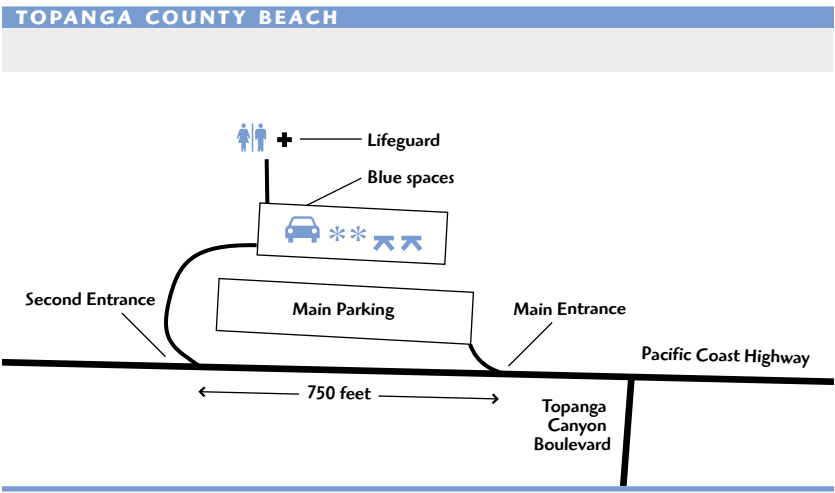 TOPANGA COUNTY BEACH
Lifeguard
Blue spaces
Second Entrance
Main Parking
Main Entrance
Pacific Coast Highway
750 feet
Topanga
Canyon
Boulevard